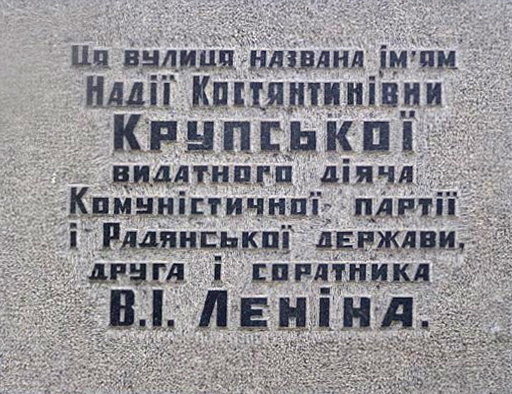 Ця вулиця названа ім'ям
Надії Костянтинівни
Крупської
видатного діяча
Комуністичної партії
і Радянської держави,
друга і соратника
В.І. Леніна.